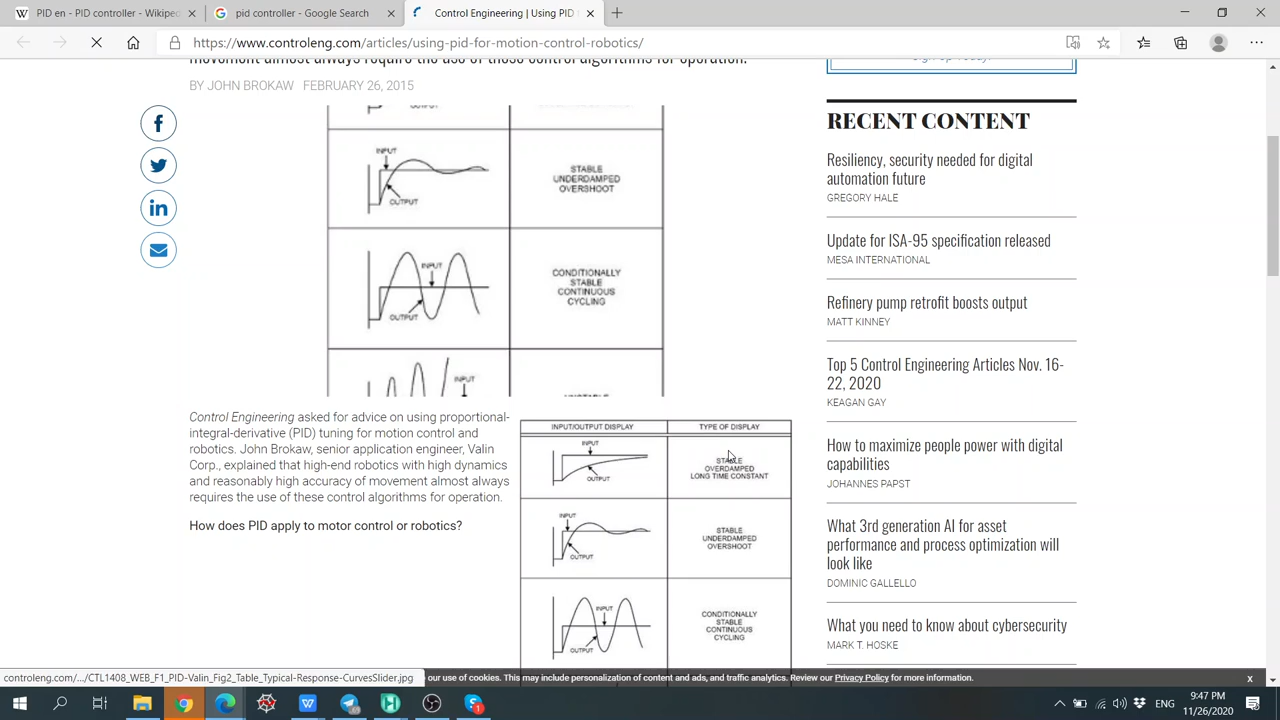 PID en - PID controller - Wikiped
PID for motion control - Google
Control Engineering | Using PID f
https://www.controleng.com/articles/using-pid-for-motion-control-robotics/
movement almost always require the use of these control algorithms for operation.
BY JOHN BROKAW FEBRUARY 26, 2015
OUTPUT
INPUT
OUTPUT
STABLE
UNDERDAMPED
OVERSHOOT
INPUT
OUTPUT
CONDITIONALLY
STABLE
CONTINUOUS
CYCLING
INPUT
Control Engineering asked for advice on using proportional-
integral-derivative (PID) tuning for motion control and
robotics. John Brokaw, senior application engineer, Valin
Corp., explained that high-end robotics with high dynamics
and reasonably high accuracy of movement almost always
requires the use of these control algorithms for operation.
How does PID apply to motor control or robotics?
INPUT/OUTPUT DISPLAY TYPE OF DISPLAY
INPUT
OUTPUT
STABLE
OVERDAMPED
LONG TIME CONSTANT
INPUT
OUTPUT
STABLE
UNDERDAMPED
OVERSHOOT
INPUT
OUTPUT
CONDITIONALLY
STABLE
CONTINUOUS
CYCLING
Sign Up Today!
RECENT CONTENT
Resiliency, security needed for digital
automation future
GREGORY HALE
Update for ISA-95 specification released
MESA INTERNATIONAL
Refinery pump retrofit boosts output
MATT KINNEY
Top 5 Control Engineering Articles Nov. 16-
22, 2020
KEAGAN GAY
How to maximize people power with digital
capabilities
JOHANNES PAPST
What 3rd generation AI for asset
performance and process optimization will
look like
DOMINIC GALLELLO
What you need to know about cybersecurity
MARK T. HOSKE
controleng.com/.../CTL1408_WEB_F1_PID-Valin_Fig2_Table_Typical-Response-CurvesSlider.jpg
our use of cookies. This may include personalization of content and ads, and traffic analytics. Review our Privacy Policy for more information.
x
9:47 PM
11/26/2020